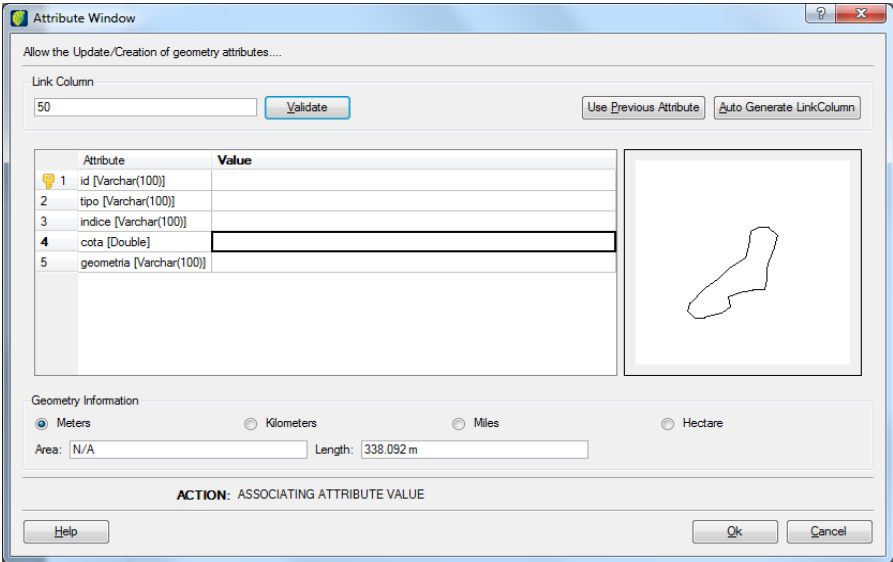 Attribute Window
Allow the Update/Creation of geometry attributes....
Link Column
50 Validate Use Previous Attribute Auto Generate LinkColumn
Attribute Value
1 id [Varchar(100)]
2 tipo [Varchar(100)]
3 indice [Varchar(100)]
4 cota [Double]
5 geometria [Varchar(100)]
Geometry Information
Meters Kilometers Miles Hectare
Area: N/A Length: 338.092 m
ACTION: ASSOCIATING ATTRIBUTE VALUE
Help Ok Cancel